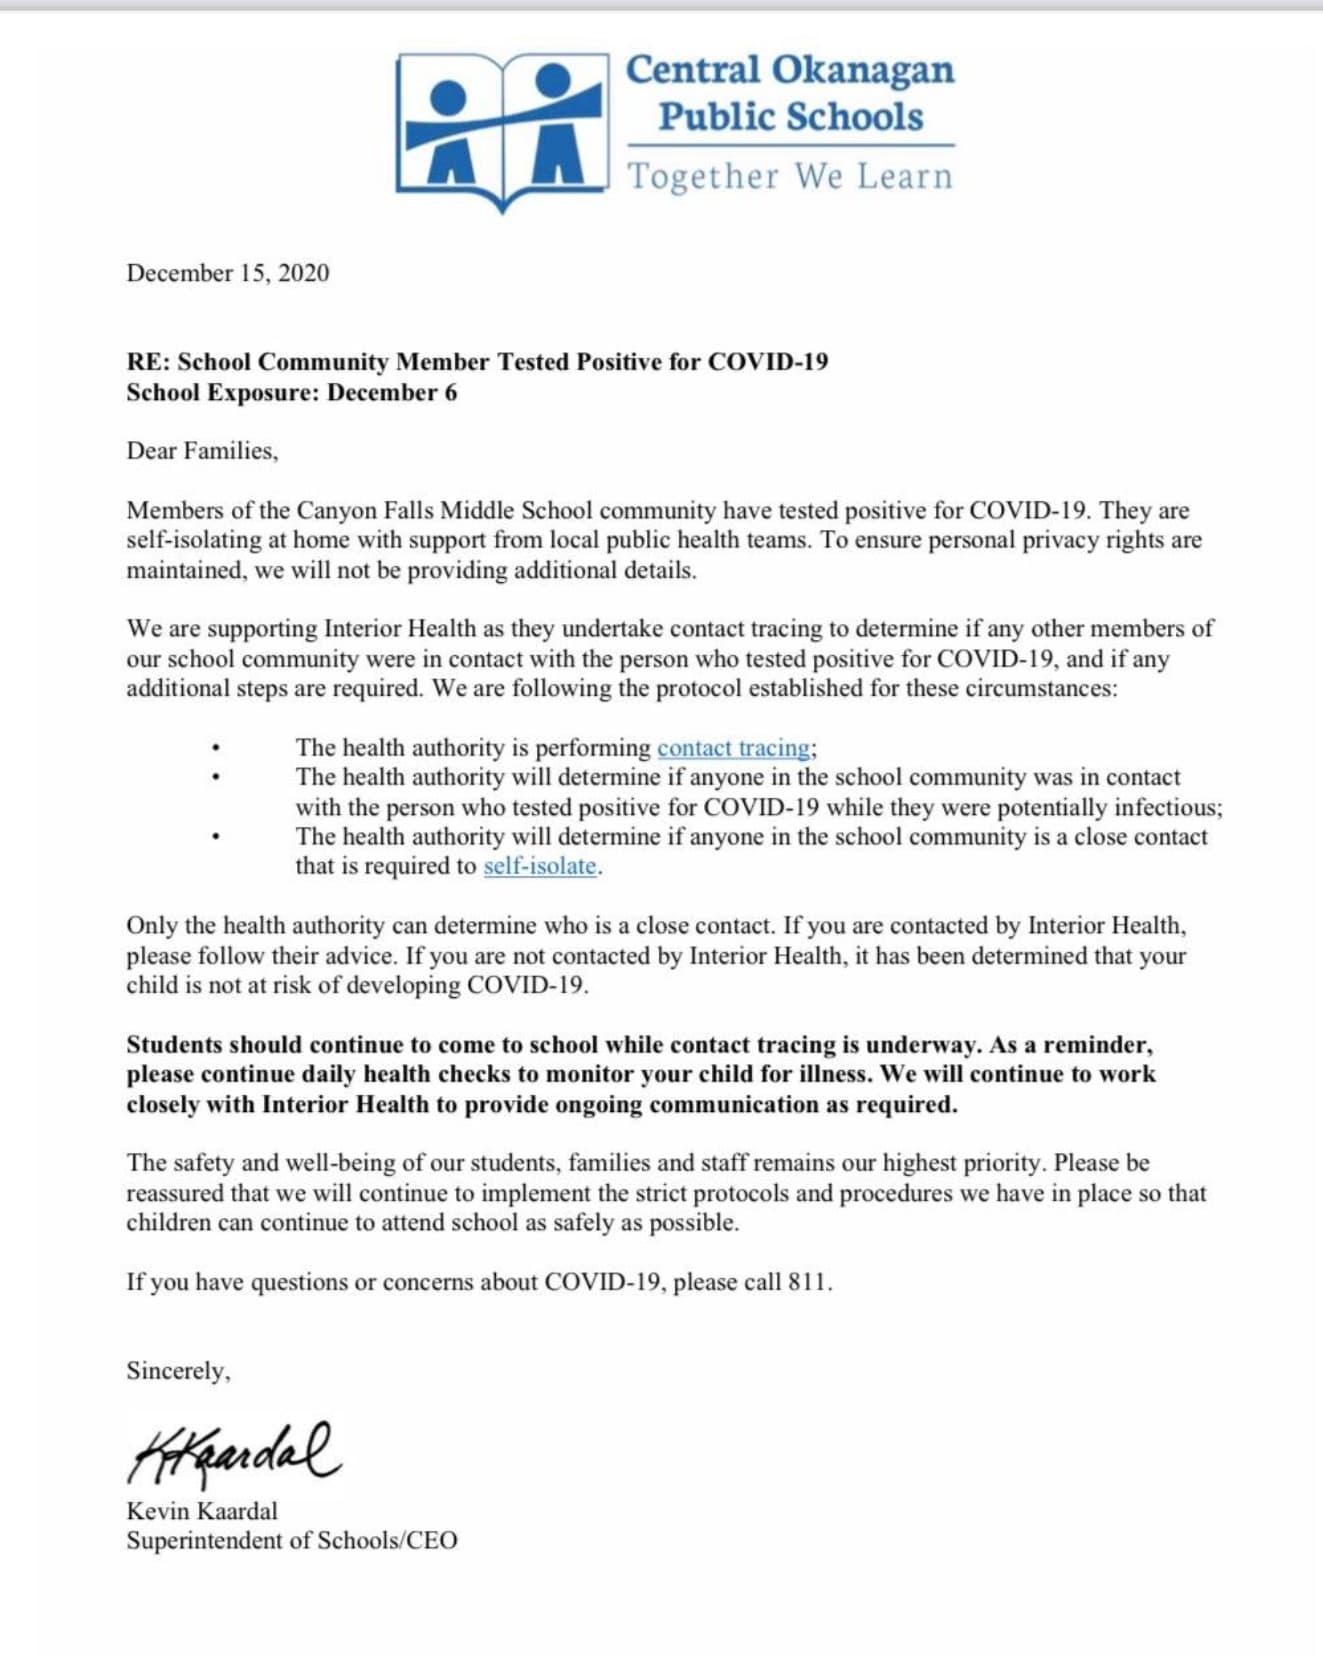 Central Okanagan
Public Schools
Together We Learn
December 15, 2020
RE: School Community Member Tested Positive for COVID-19
School Exposure: December 6
Dear Families,
Members of the Canyon Falls Middle School community have tested positive for COVID-19. They are
self-isolating at home with support from local public health teams. To ensure personal privacy rights are
maintained, we will not be providing additional details.
We are supporting Interior Health as they undertake contact tracing to determine if any other members of
our school community were in contact with the person who tested positive for COVID-19, and if any
additional steps are required. We are following the protocol established for these circumstances:
• The health authority is performing contact tracing;
• The health authority will determine if anyone in the school community was in contact
with the person who tested positive for COVID-19 while they were potentially infectious;
• The health authority will determine if anyone in the school community is a close contact
that is required to self-isolate.
Only the health authority can determine who is a close contact. If you are contacted by Interior Health,
please follow their advice. If you are not contacted by Interior Health, it has been determined that your
child is not at risk of developing COVID-19.
Students should continue to come to school while contact tracing is underway. As a reminder,
please continue daily health checks to monitor your child for illness. We will continue to work
closely with Interior Health to provide ongoing communication as required.
The safety and well-being of our students, families and staff remains our highest priority. Please be
reassured that we will continue to implement the strict protocols and procedures we have in place so that
children can continue to attend school as safely as possible.
If you have questions or concerns about COVID-19, please call 811.
Sincerely,
KKaardal
Kevin Kaardal
Superintendent of Schools/CEO